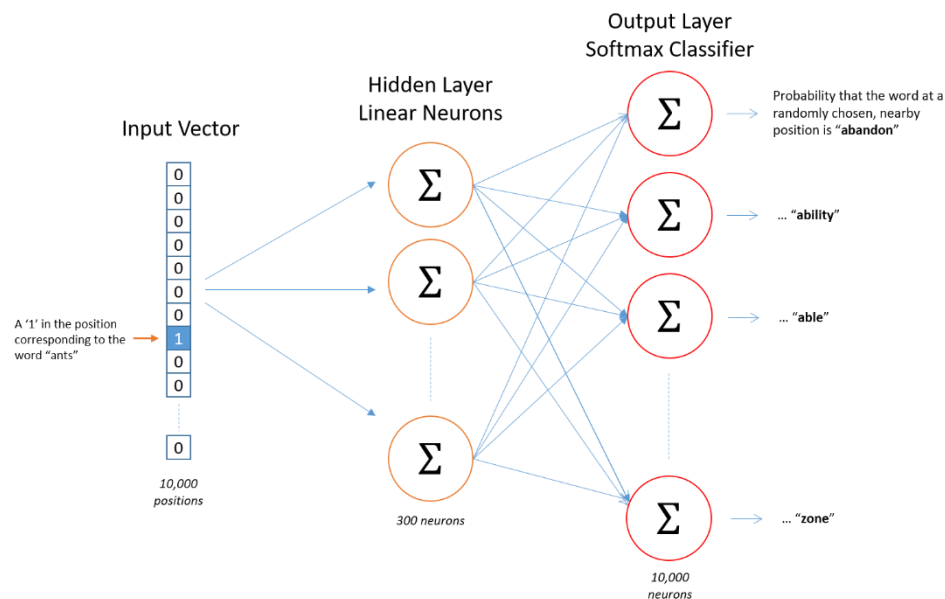 Output Layer
Softmax Classifier
Hidden Layer
Linear Neurons
Input Vector
0
0
0
0
0
0
0
1
0
0
0
A ‘1’ in the position
corresponding to the
word “ants”
10,000
positions
Σ
Σ
Σ
300 neurons
Σ
Σ
Σ
Σ
10,000
neurons
Probability that the word at a
randomly chosen, nearby
position is “abandon”
... “ability”
... “able”
... “zone”